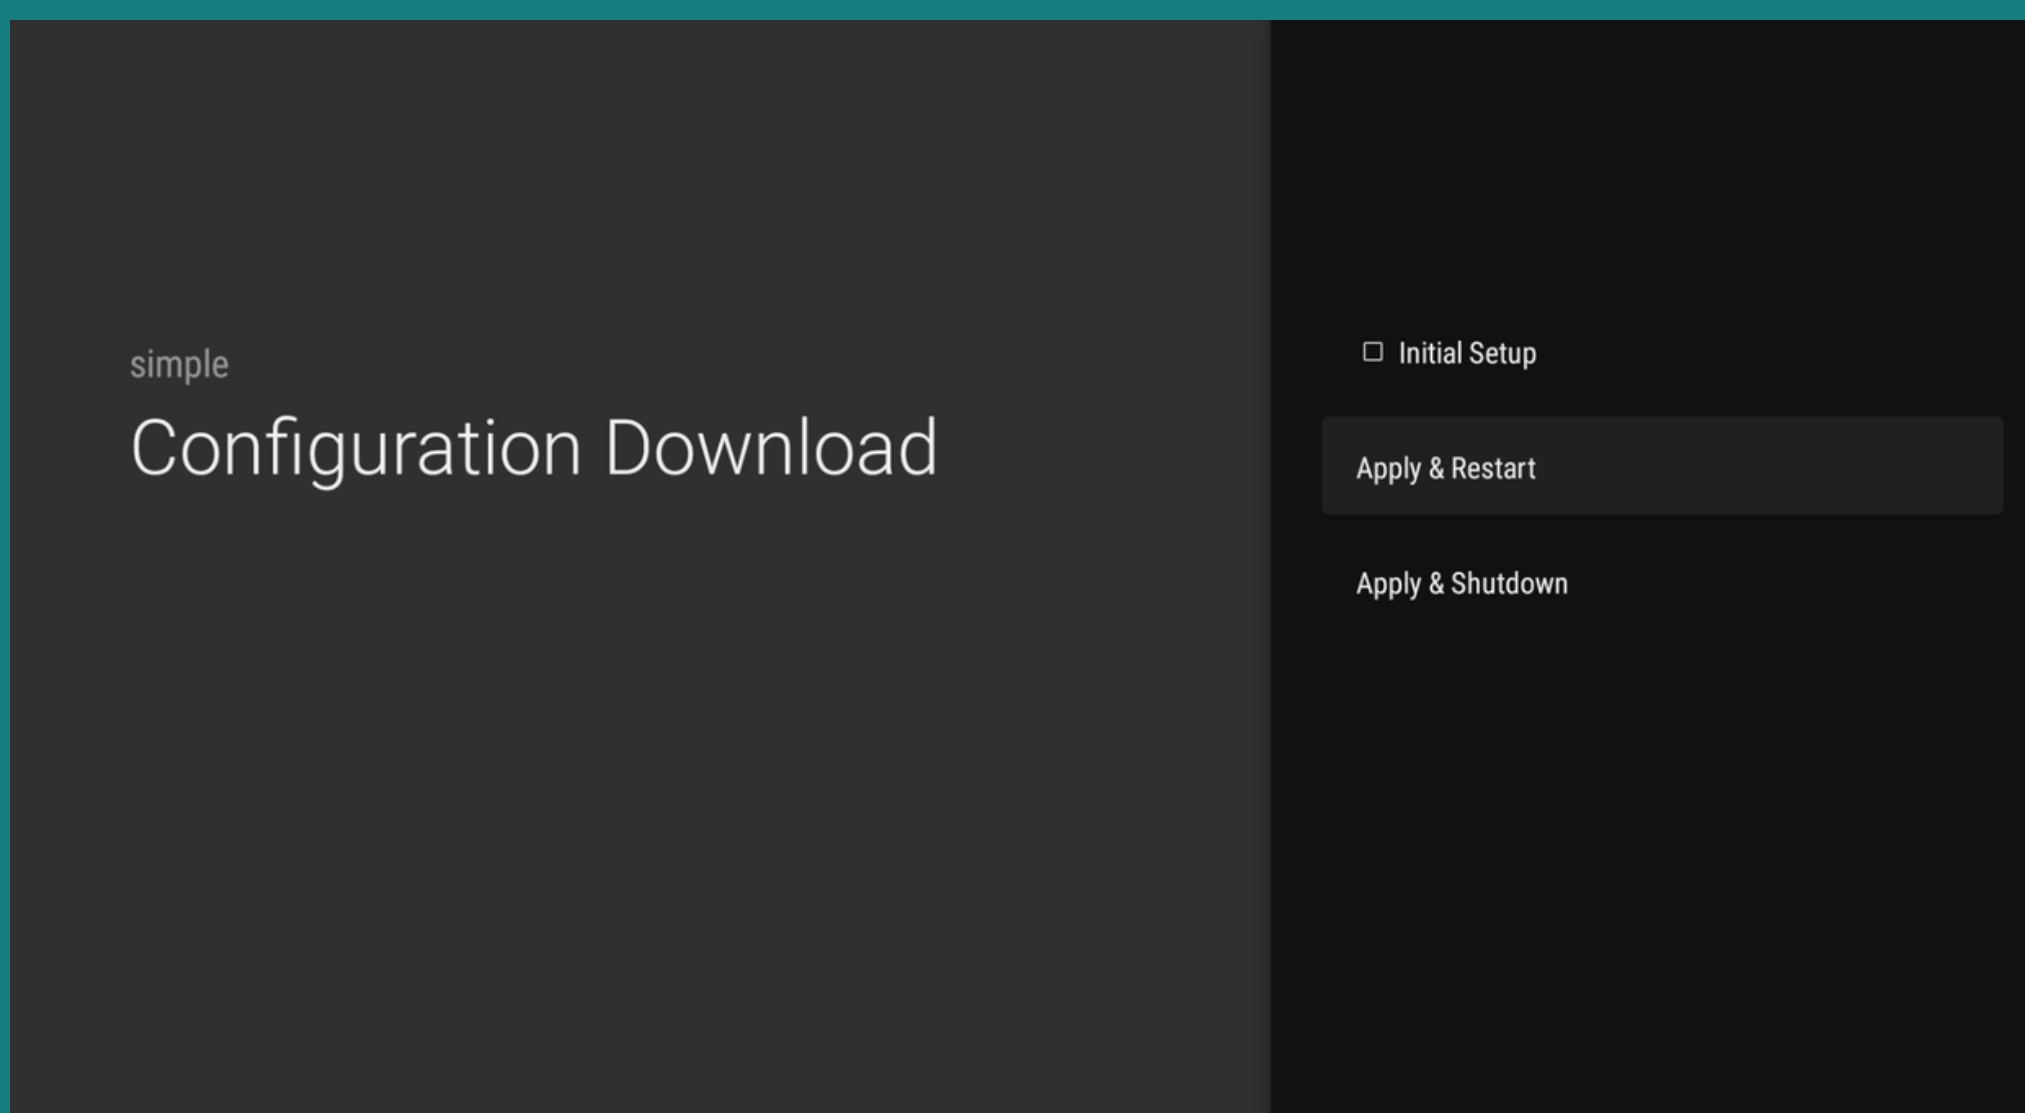 simple
Configuration Download
Initial Setup
Apply & Restart
Apply & Shutdown